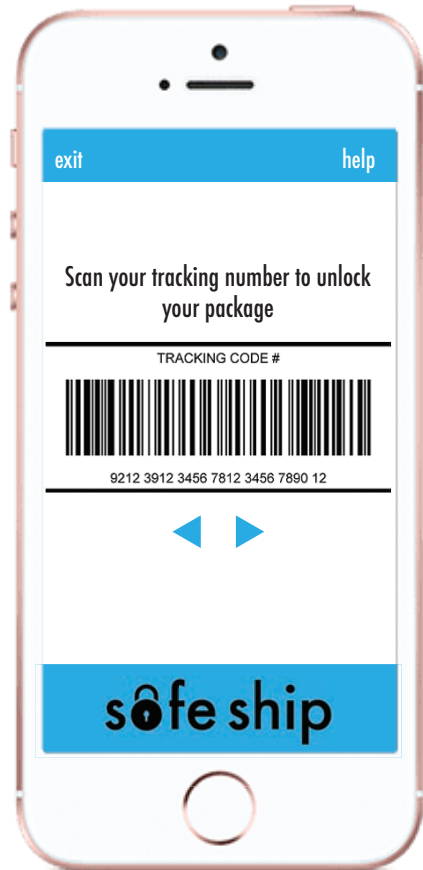 exit help
Scan your tracking number to unlock
your package
TRACKING CODE #
9212 3912 3456 7812 3456 7890 12
safe ship